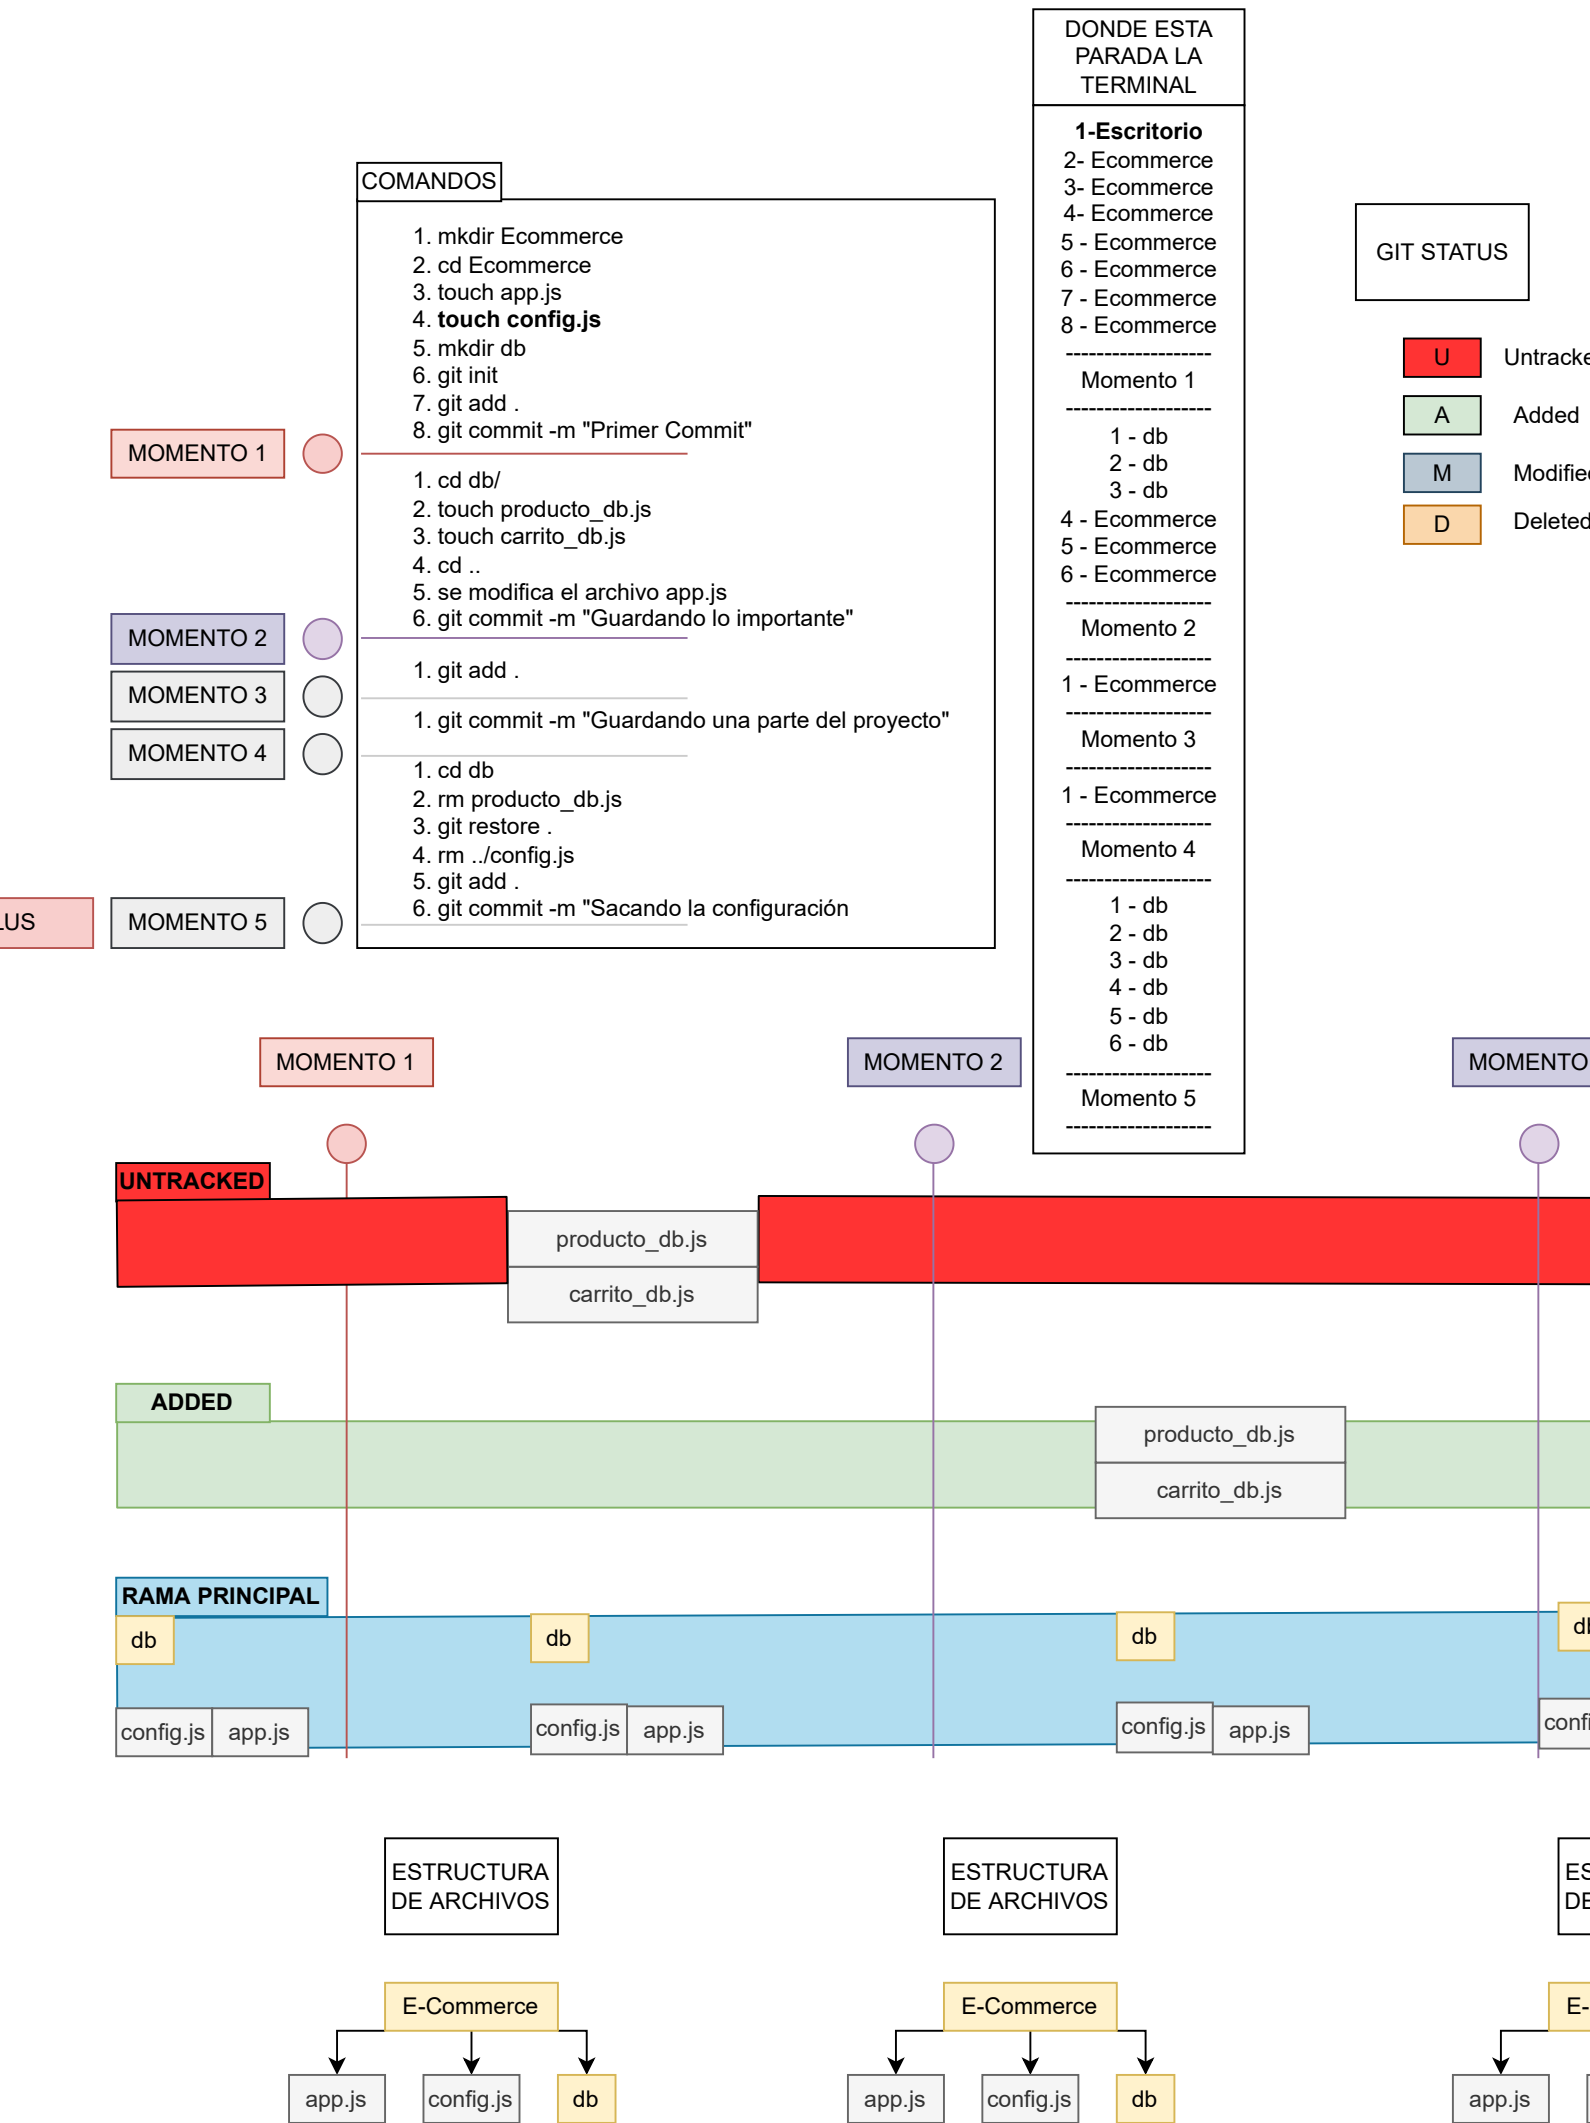 DONDE ESTA
PARADA LA
TERMINAL
1-Escritorio
2- Ecommerce
3- Ecommerce
4- Ecommerce
5 - Ecommerce
6 - Ecommerce
7 - Ecommerce
8 - Ecommerce
--------------------
Momento 1
--------------------
1 - db
2 - db
3 - db
4 - Ecommerce
5 - Ecommerce
6 - Ecommerce
--------------------
Momento 2
--------------------
1 - Ecommerce
--------------------
Momento 3
--------------------
1 - Ecommerce
--------------------
Momento 4
--------------------
1 - db
2 - db
3 - db
4 - db
5 - db
6 - db
--------------------
Momento 5
--------------------
COMANDOS
1. mkdir Ecommerce
2. cd Ecommerce
3. touch app.js
4. touch config.js
5. mkdir db
6. git init
7. git add .
8. git commit -m "Primer Commit"
MOMENTO 1
1. cd db/
2. touch producto_db.js
3. touch carrito_db.js
4. cd ..
5. se modifica el archivo app.js
6. git commit -m "Guardando lo importante"
MOMENTO 2
1. git add .
MOMENTO 3
1. git commit -m "Guardando una parte del proyecto"
MOMENTO 4
1. cd db
2. rm producto_db.js
3. git restore .
4. rm ../config.js
5. git add .
6. git commit -m "Sacando la configuración
LUS
MOMENTO 5
GIT STATUS
U Untracke
A Added
M Modified
D Deleted
MOMENTO 1
MOMENTO 2
MOMENTO
UNTRACKED
producto_db.js
carrito_db.js
ADDED
producto_db.js
carrito_db.js
RAMA PRINCIPAL
db
db
db
db
config.js app.js
config.js app.js
config.js app.js
confi
ESTRUCTURA
DE ARCHIVOS
ESTRUCTURA
DE ARCHIVOS
ES
DE
E-Commerce
E-Commerce
E-
app.js config.js db
app.js config.js db
app.js